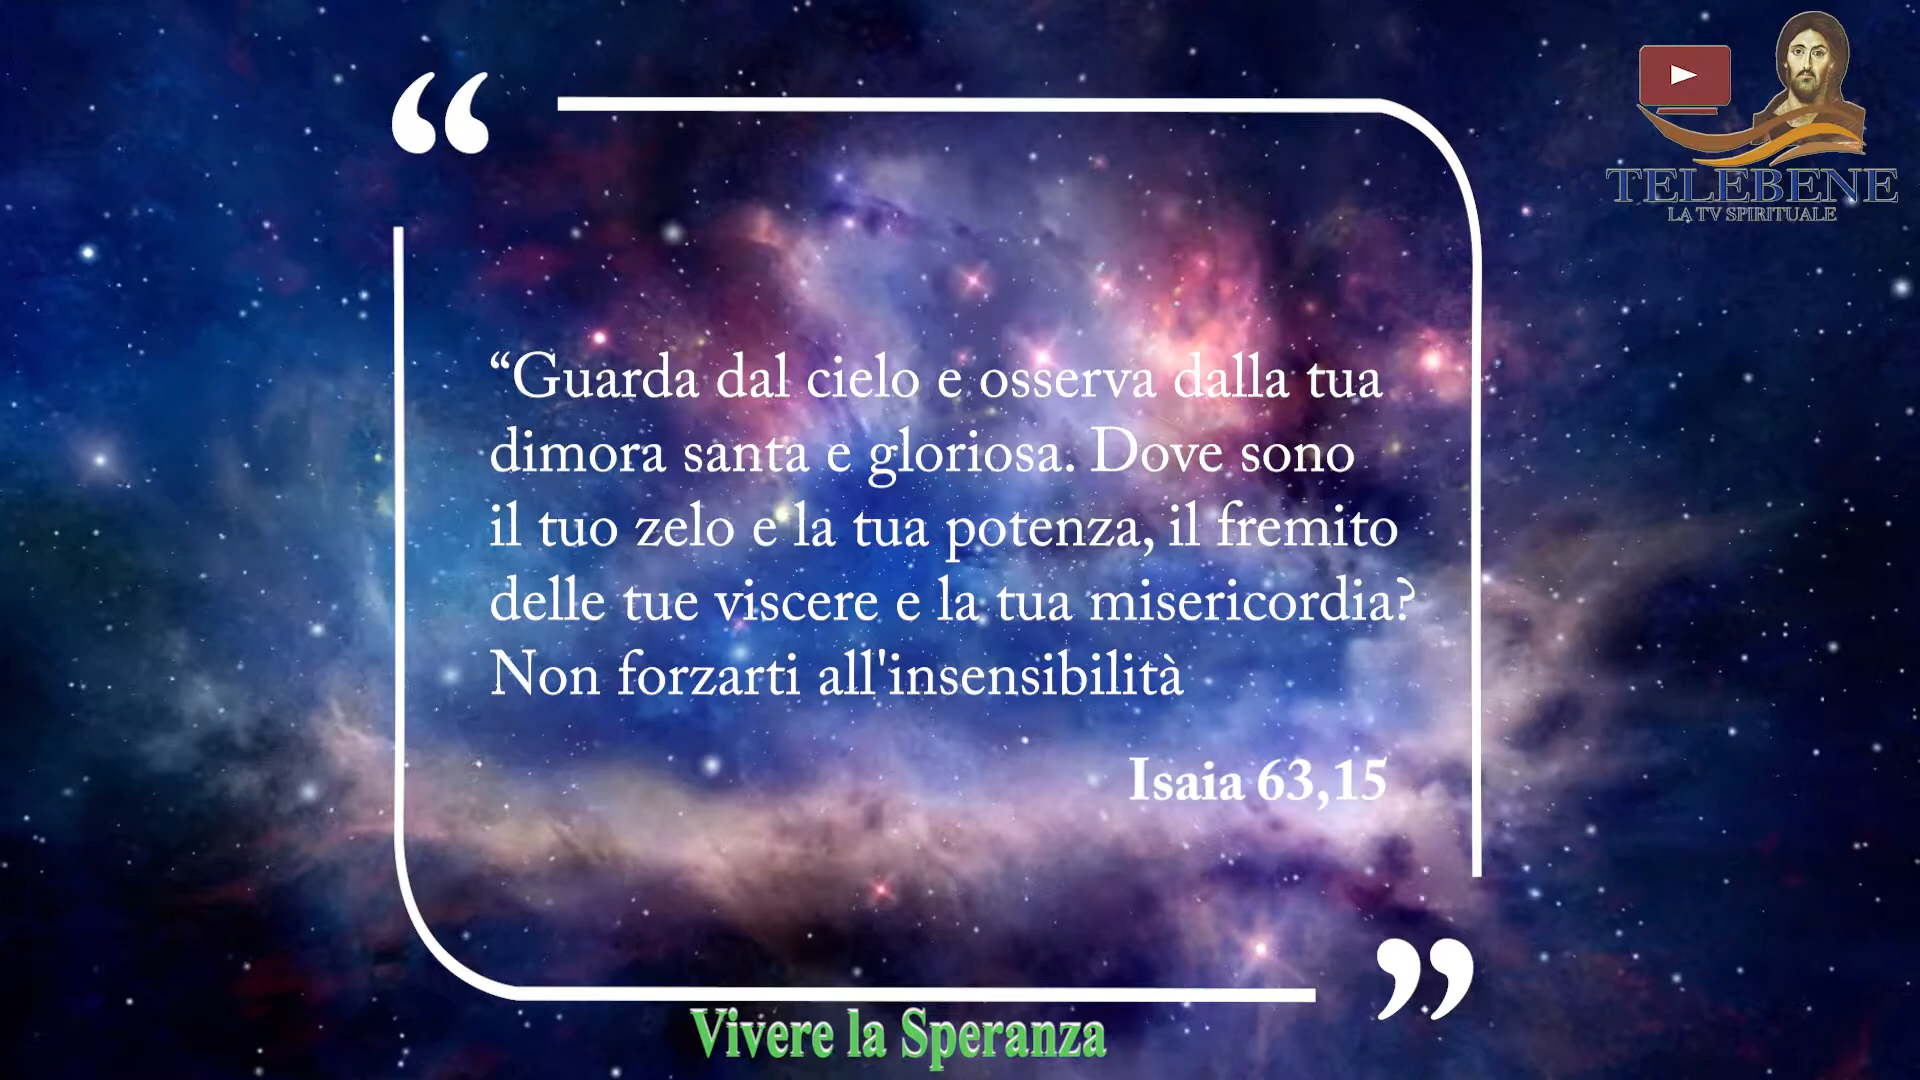 TELEBENE
LA TV SPIRITUALE
“Guarda dal cielo e osserva dalla tua
dimora santa e gloriosa. Dove sono
il tuo zelo e la tua potenza, il fremito
delle tue viscere e la tua misericordia?
Non forzarti all'insensibilità
Isaia 63,15
Vivere la Speranza